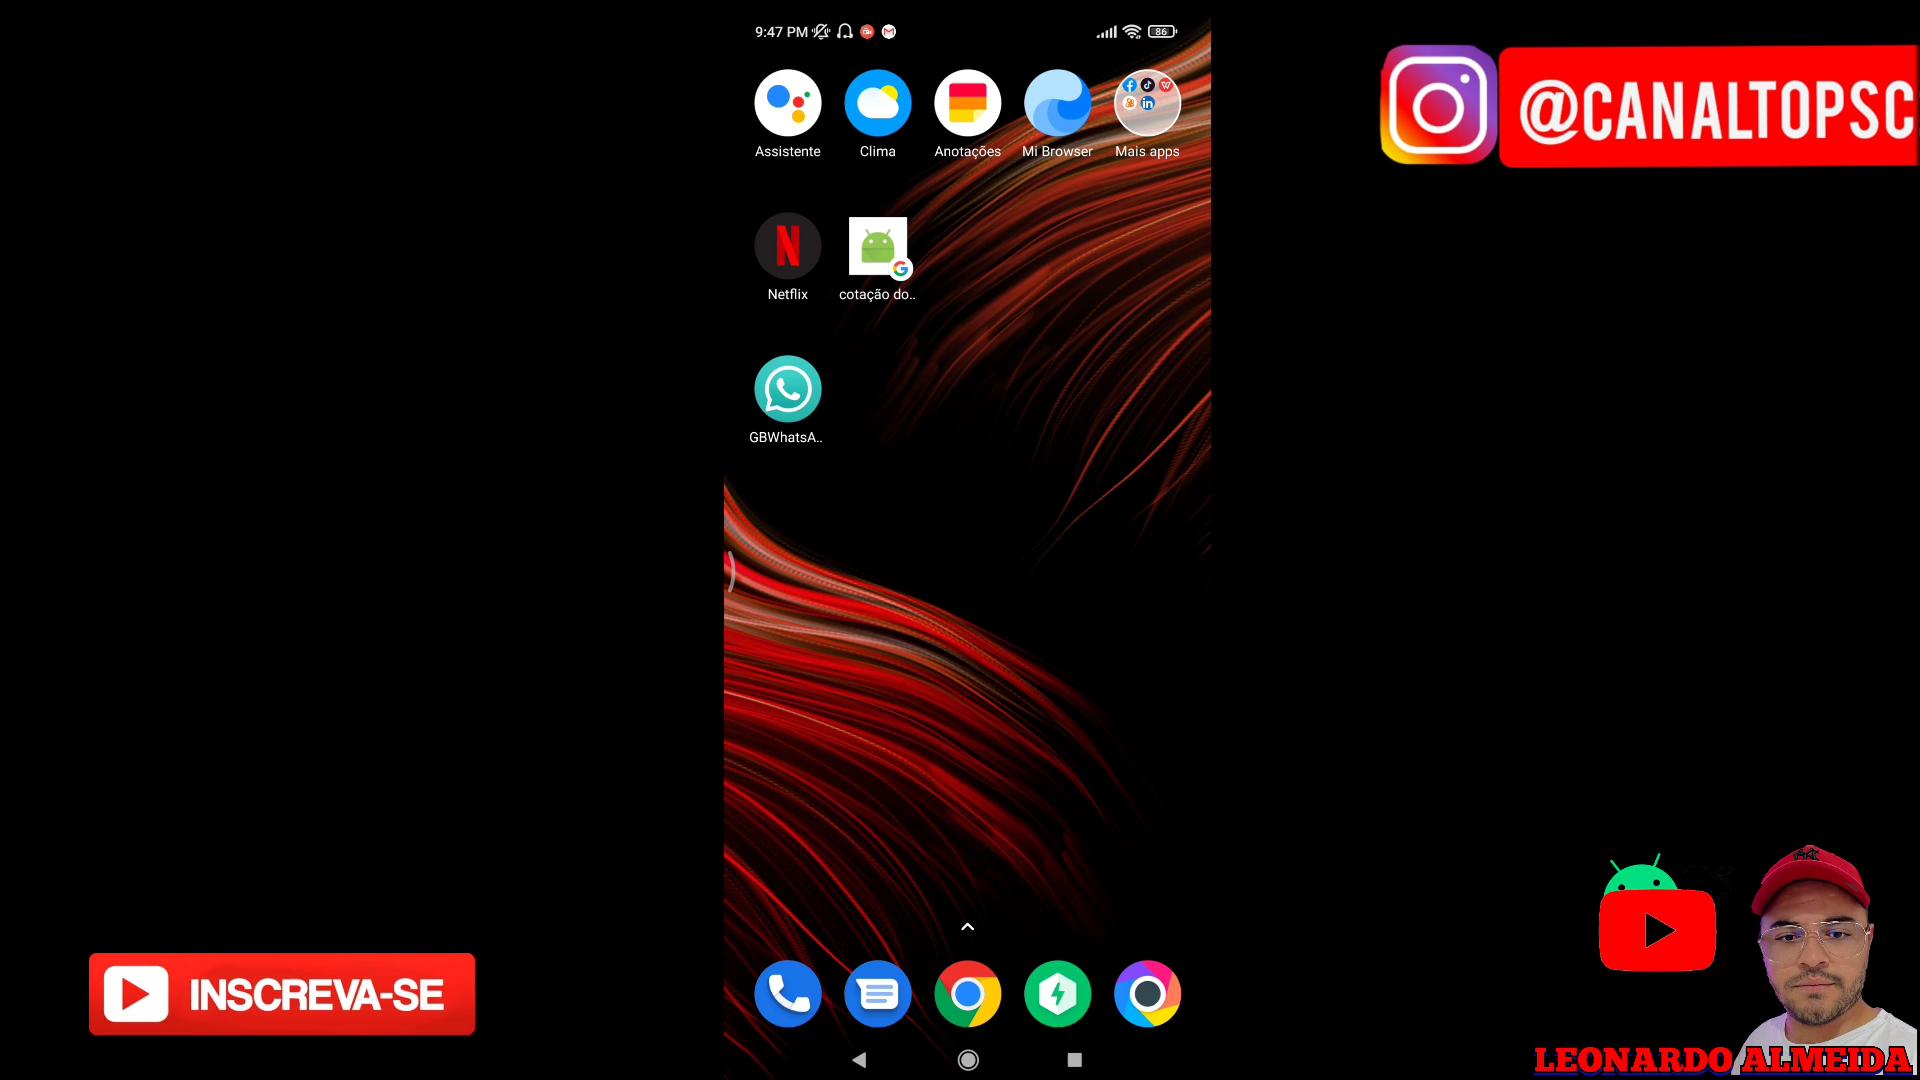 9:47 PM
86
Assistente
Clima
Anotações
Mi Browser
Mais apps
Netflix
cotação do..
GBWhatsA..
@CANALTOPSC
INSCREVA-SE
LEONARDO ALMEIDA